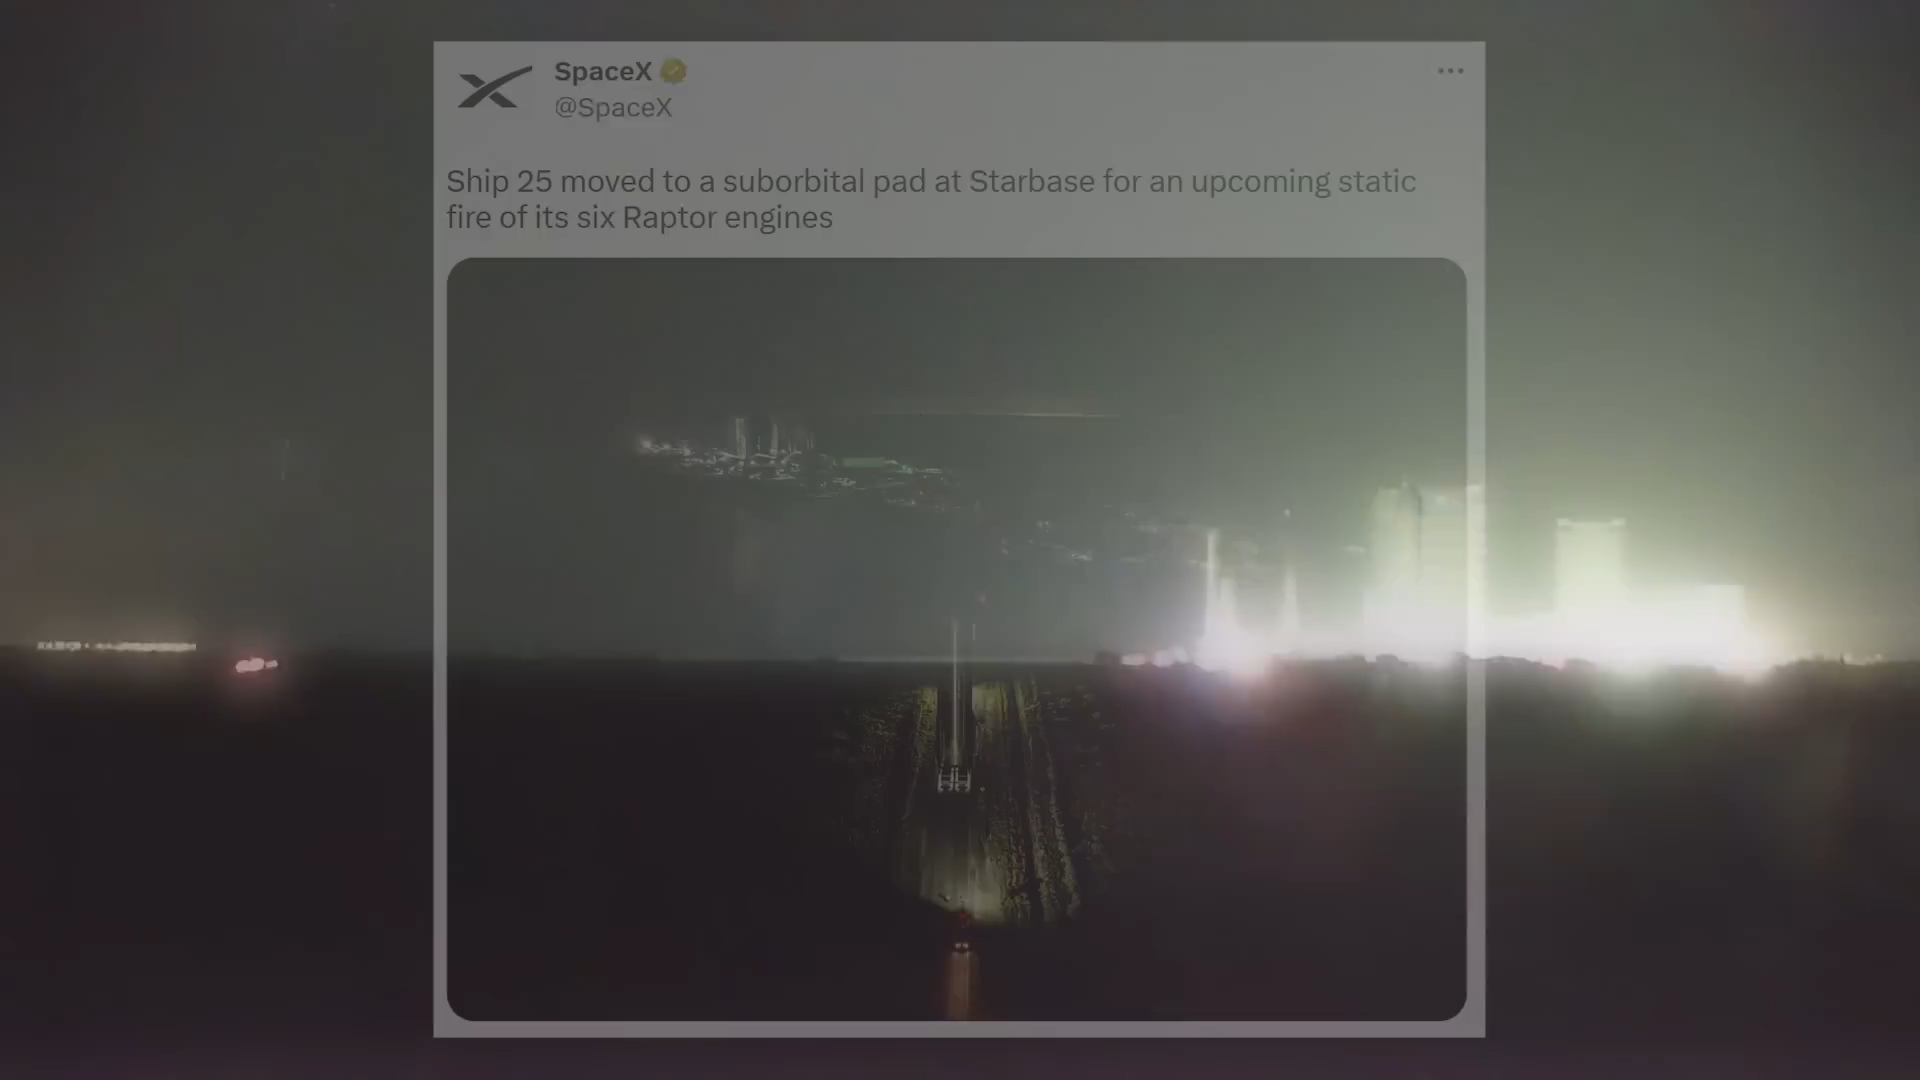 SpaceX
@SpaceX
Ship 25 moved to a suborbital pad at Starbase for an upcoming static
fire of its six Raptor engines